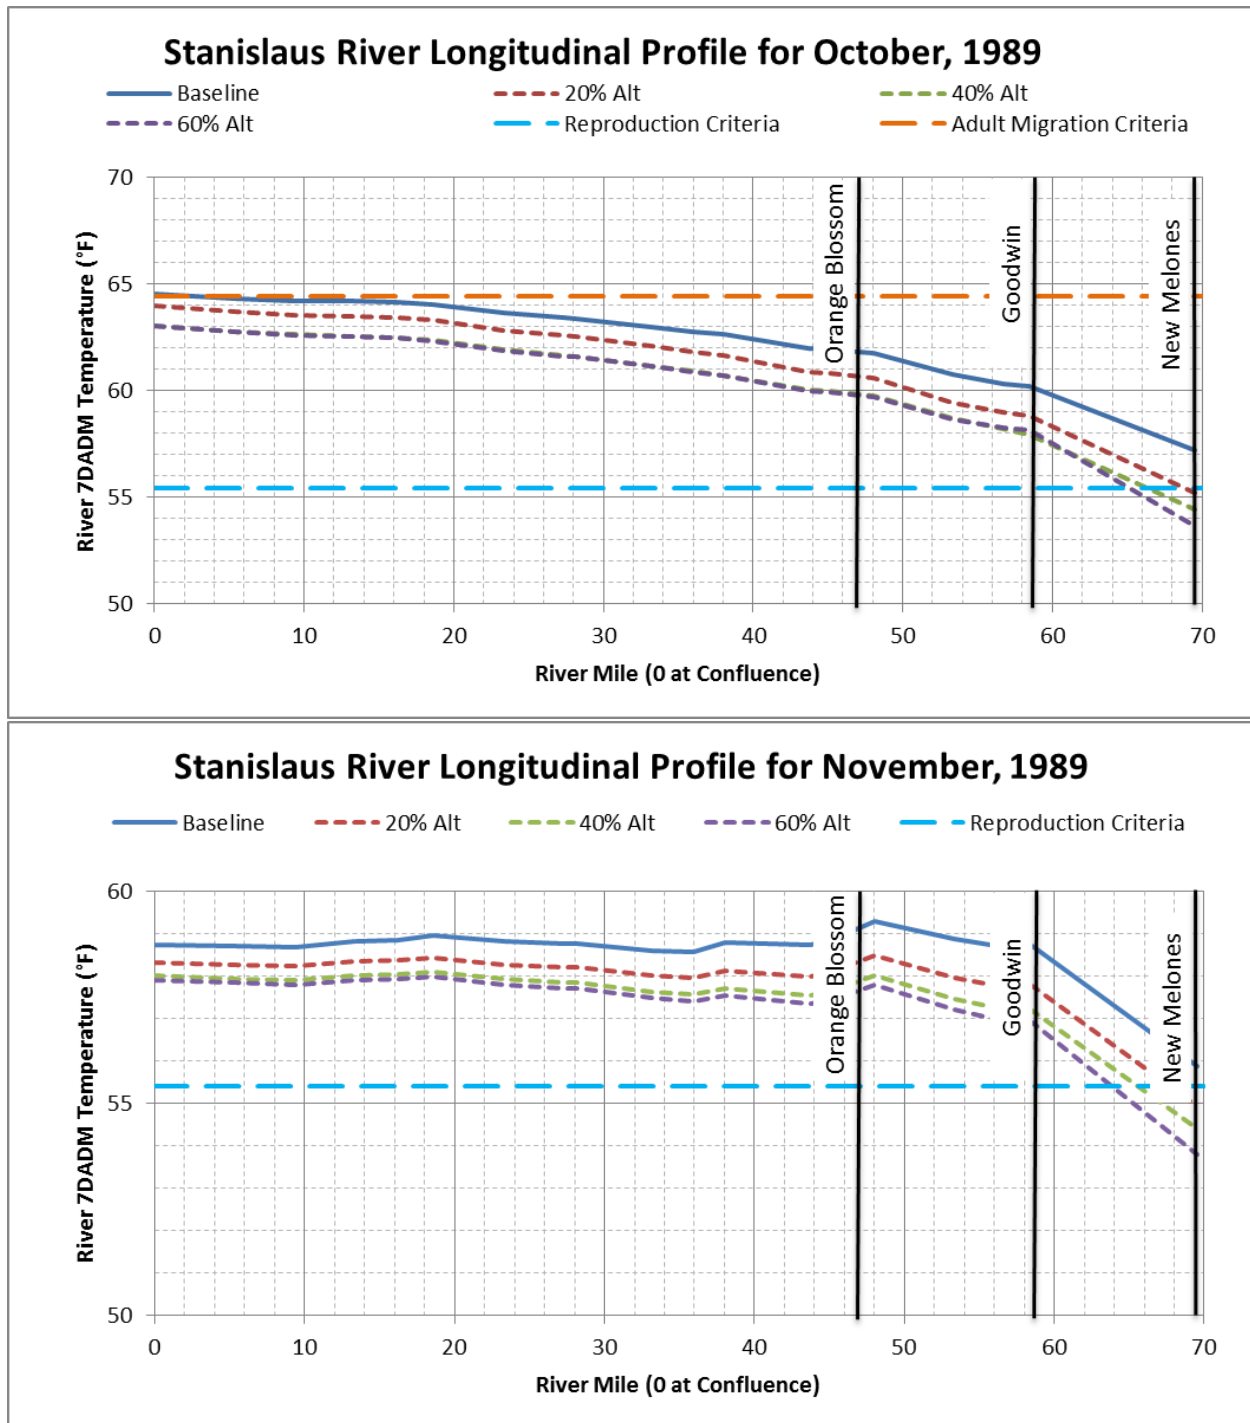 Stanislaus River Longitudinal Profile for October, 1989
Baseline 20% Alt 40% Alt
60% Alt Reproduction Criteria Adult Migration Criteria
River 7DADM Temperature (°F)
70
65
60
55
50
Orange Blossom
Goodwin
New Melones
0 10 20 30 40 50 60 70
River Mile (0 at Confluence)
Stanislaus River Longitudinal Profile for November, 1989
Baseline 20% Alt 40% Alt 60% Alt Reproduction Criteria
River 7DADM Temperature (°F)
60
55
50
Orange Blossom
Goodwin
New Melones
0 10 20 30 40 50 60 70
River Mile (0 at Confluence)